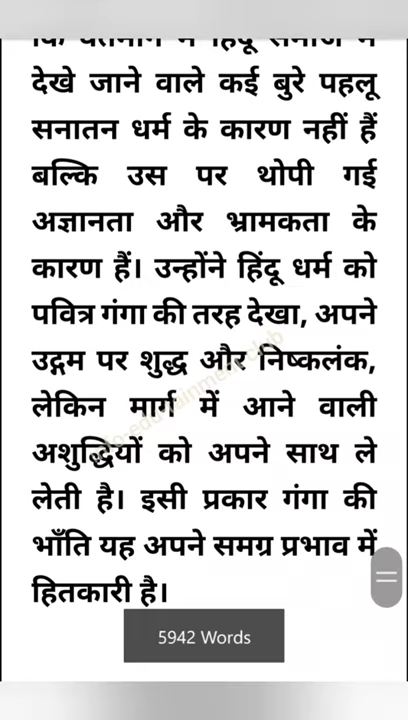 देखे जाने वाले कई बुरे पहलू
सनातन धर्म के कारण नहीं हैं
बल्कि उस पर थोपी गई
अज्ञानता और भ्रामकता के
कारण हैं। उन्होंने हिंदू धर्म को
पवित्र गंगा की तरह देखा, अपने
उद्गम पर शुद्ध और निष्कलंक,
लेकिन मार्ग में आने वाली
अशुद्धियों को अपने साथ ले
लेती है। इसी प्रकार गंगा की
भाँति यह अपने समग्र प्रभाव में
हितकारी है।
5942 Words